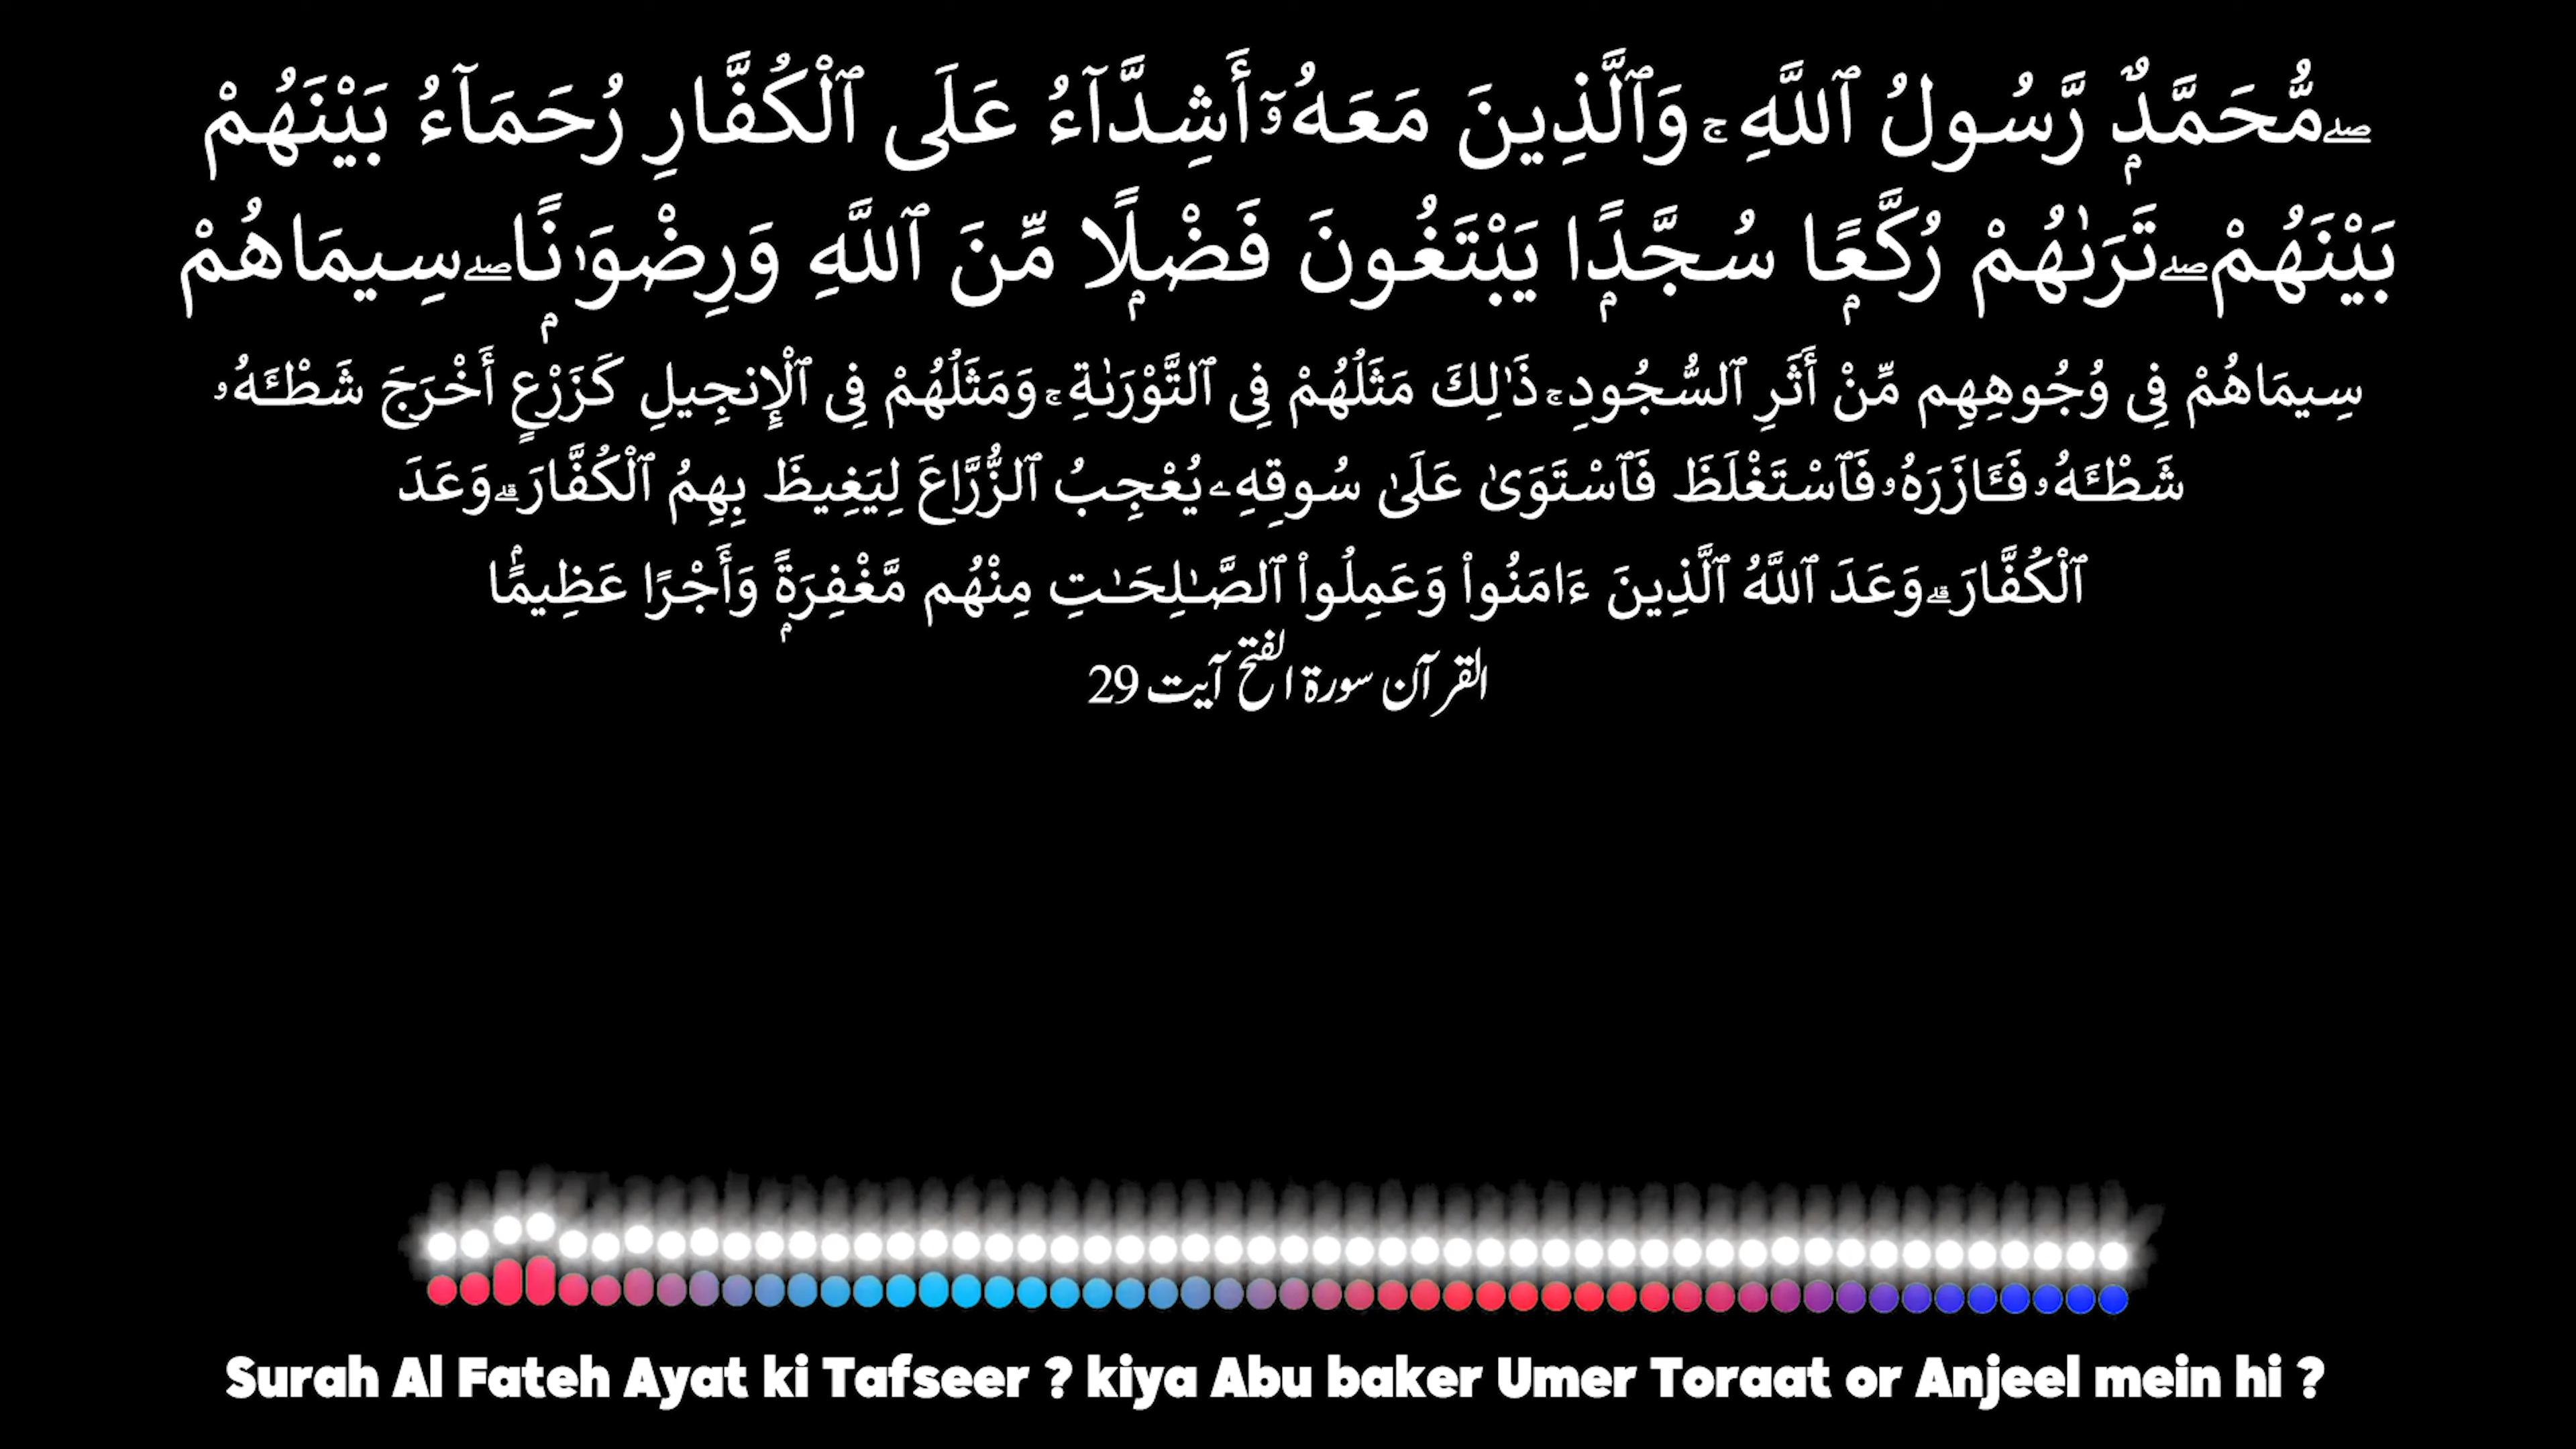 مُّحَمَّدٌۭ رَّسُولُ ٱللَّهِ ۚ وَٱلَّذِينَ مَعَهُۥٓ أَشِدَّآءُ عَلَى ٱلْكُفَّارِ رُحَمَآءُ بَيْنَهُمْ ۖ
بَيْنَهُمْ ۖ تَرَىٰهُمْ رُكَّعًۭا سُجَّدًۭا يَبْتَغُونَ فَضْلًۭا مِّنَ ٱللَّهِ وَرِضْوَٰنًۭا ۖ سِيمَاهُمْ
سِيمَاهُمْ فِى وُجُوهِهِم مِّنْ أَثَرِ ٱلسُّجُودِ ۚ ذَٰلِكَ مَثَلُهُمْ فِى ٱلتَّوْرَىٰةِ ۚ وَمَثَلُهُمْ فِى ٱلْإِنجِيلِ كَزَرْعٍ أَخْرَجَ شَطْـَٔهُۥ
شَطْـَٔهُۥ فَـَٔازَرَهُۥ فَٱسْتَغْلَظَ فَٱسْتَوَىٰ عَلَىٰ سُوقِهِۦ يُعْجِبُ ٱلزُّرَّاعَ لِيَغِيظَ بِهِمُ ٱلْكُفَّارَ ۗ وَعَدَ
ٱلْكُفَّارَ ۗ وَعَدَ ٱللَّهُ ٱلَّذِينَ ءَامَنُوا۟ وَعَمِلُوا۟ ٱلصَّـٰلِحَـٰتِ مِنْهُم مَّغْفِرَةًۭ وَأَجْرًا عَظِيمًۢا
القرآن سورة الفتح آیت 29
Surah Al Fateh Ayat ki Tafseer ? kiya Abu baker Umer Toraat or Anjeel mein hi ?